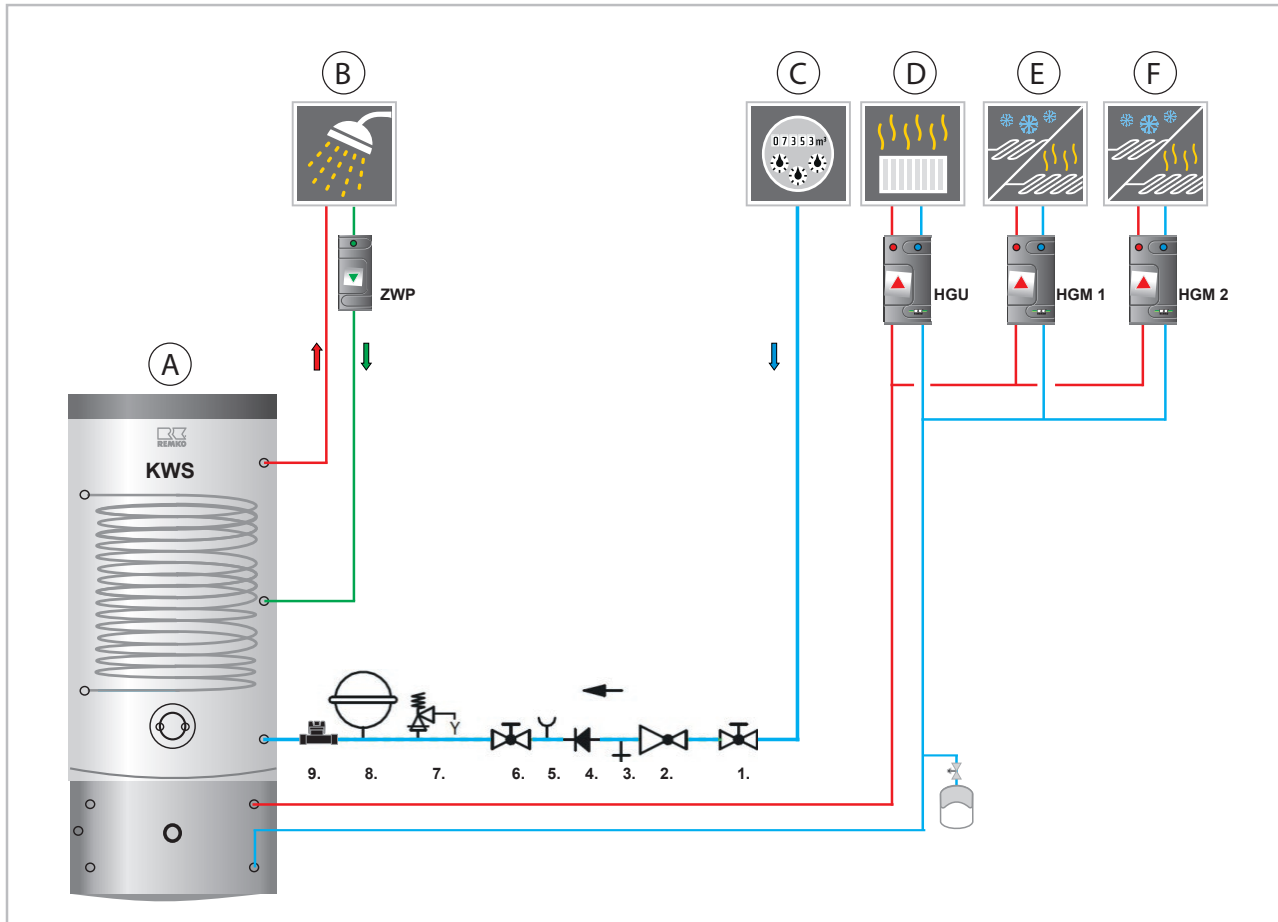 B
C
D
E
F
07353m³
ZWP
HGU
HGM 1
HGM 2
A
REMKO
KWS
Y
9.
8.
7.
6.
5.
4.
3.
2.
1.